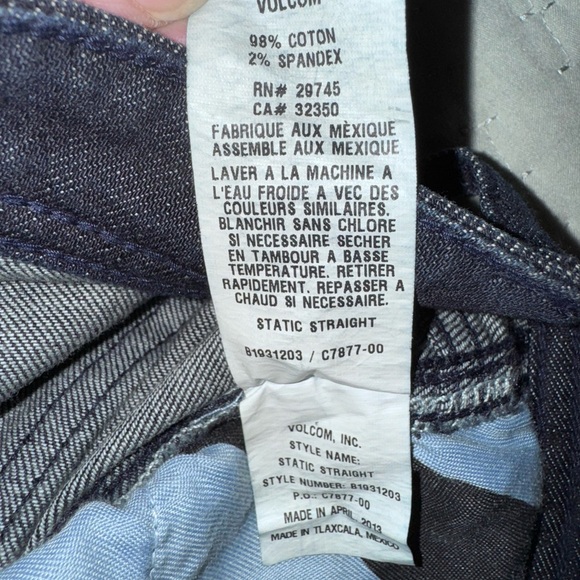 VOLCOM
98% COTTON
2% SPANDEX
RN# 29745
CA# 32350
FABRIQUE AUX MÈXIQUE
ASSEMBLE AUX MEXIQUE
LAVER A LA MACHINE A
L'EAU FROIDE A VEC DES
COULEURS SIMILAIRES.
BLANCHIR SANS CHLORE
SI NECESSAIRE SECHER
EN TAMBOUR A BASSE
TEMPERATURE. RETIRER
RAPIDEMENT. REPASSER A
CHAUD SI NECESSAIRE.
STATIC STRAIGHT
B1931203 / C7877-00
VOLCOM, INC.
STYLE NAME:
STATIC STRAIGHT
STYLE NUMBER: B1931203
P.O.: C7877-00
MADE IN APRIL, 2013
MADE IN TLAXCALA, MEXICO